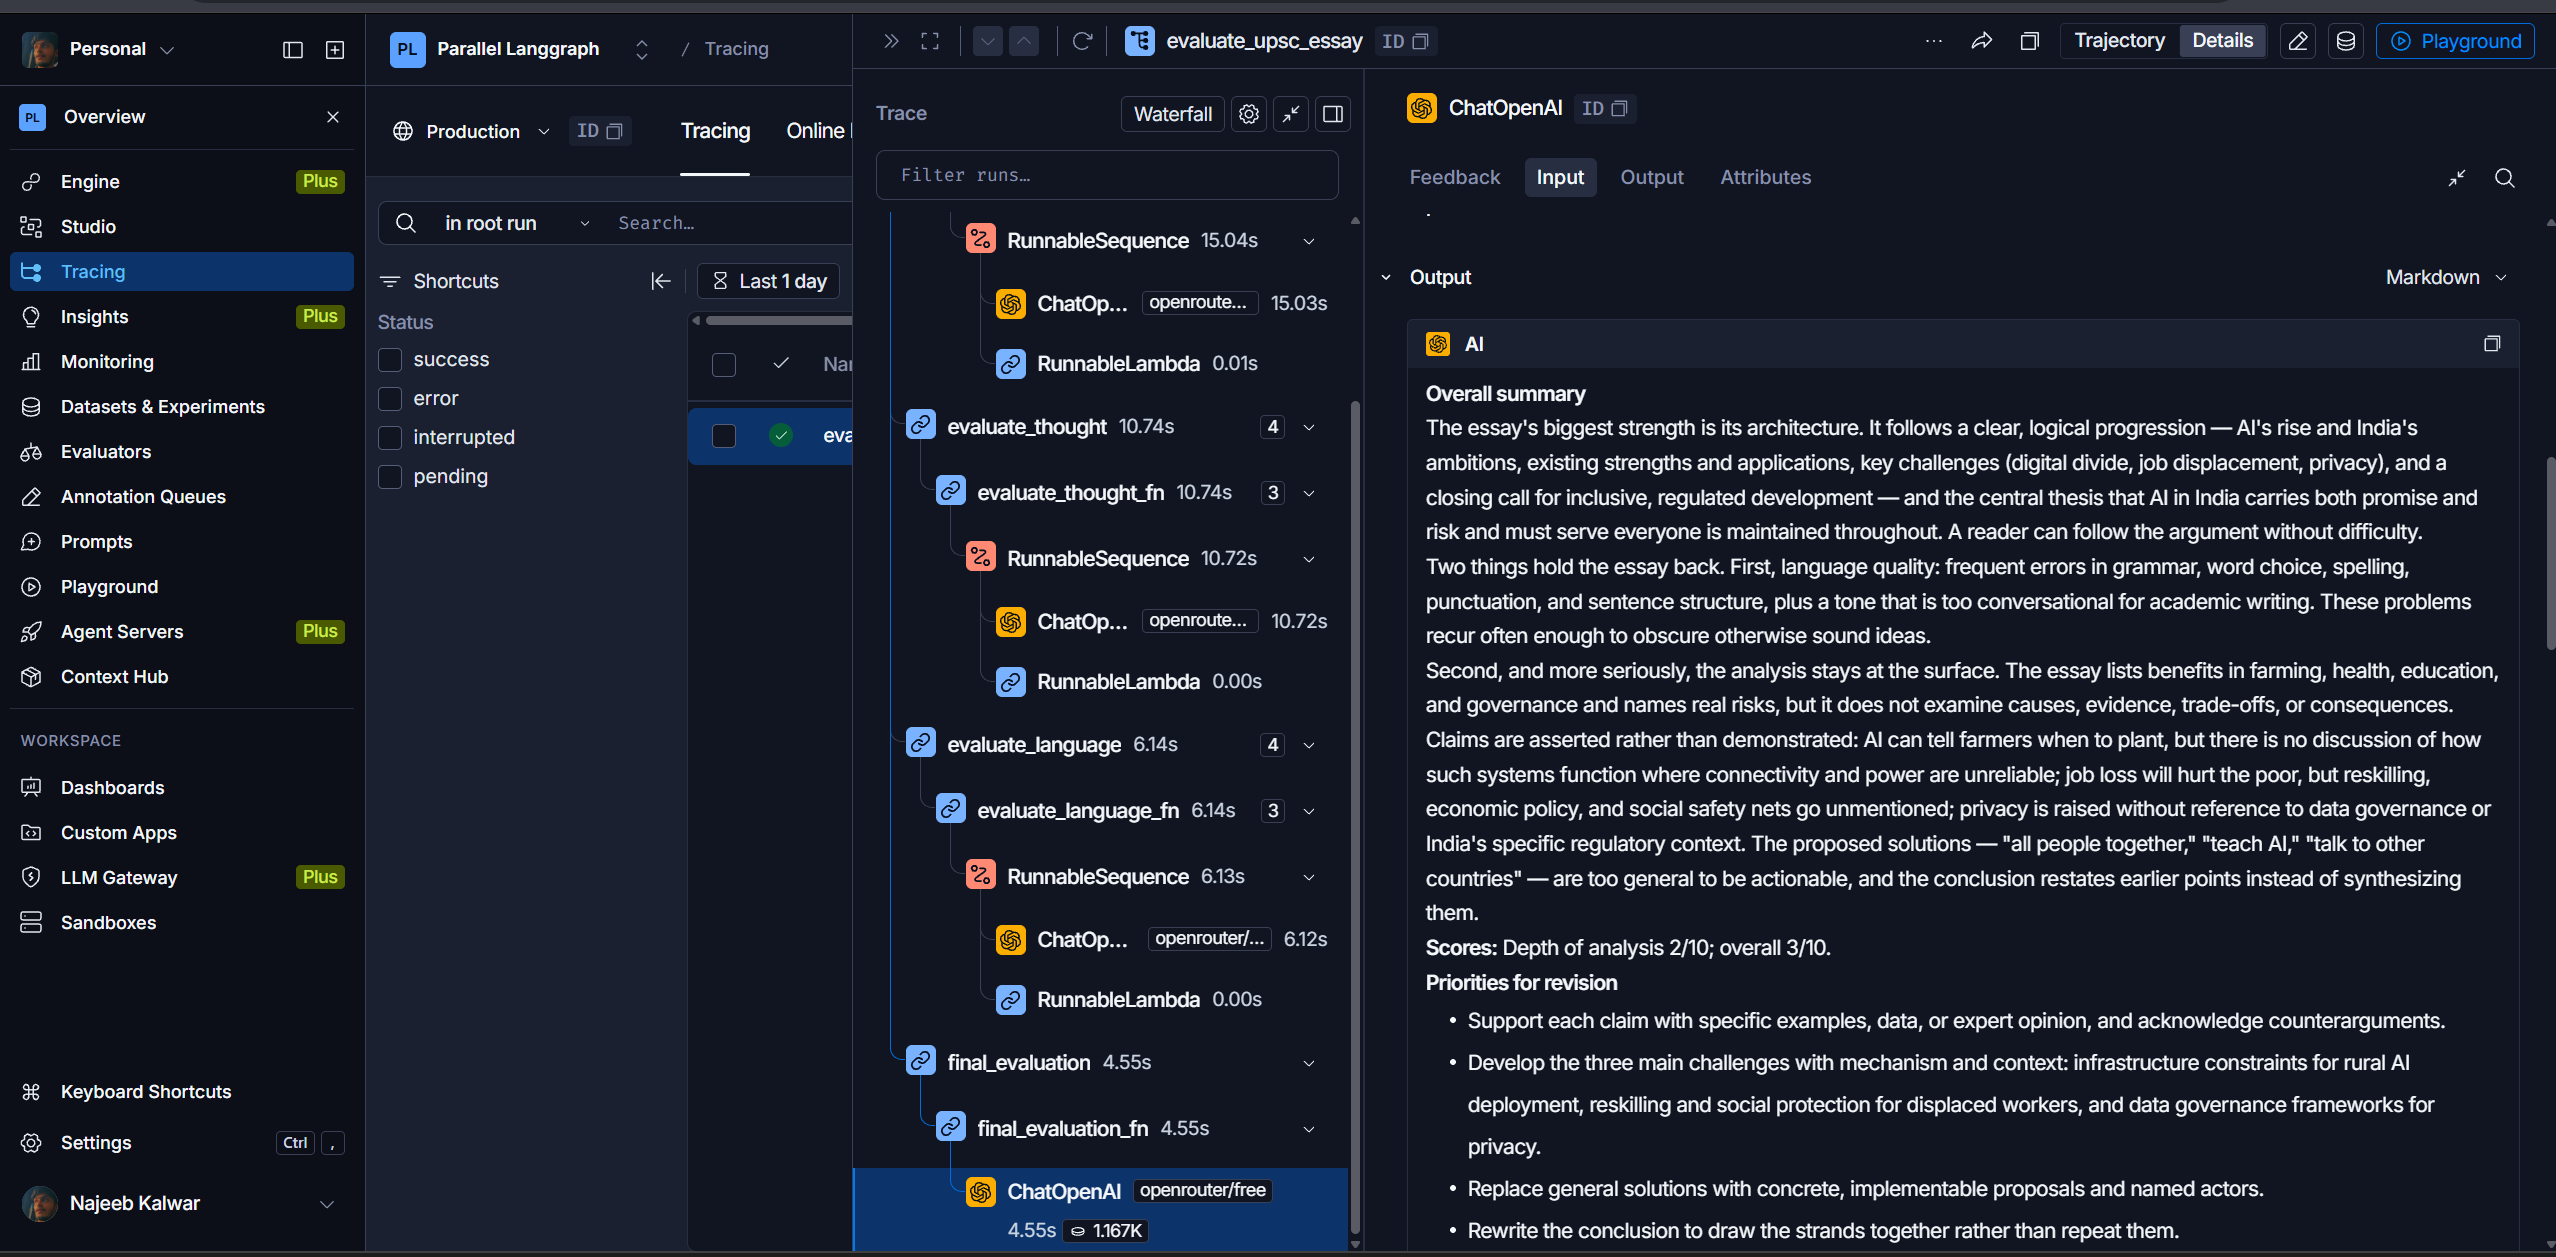 Personal
PL Overview
Engine Plus
Studio
Tracing
Insights Plus
Monitoring
Datasets & Experiments
Evaluators
Annotation Queues
Prompts
Playground
Agent Servers Plus
Context Hub
WORKSPACE
Dashboards
Custom Apps
LLM Gateway Plus
Sandboxes
Keyboard Shortcuts
Settings Ctrl ,
Najeeb Kalwar
PL Parallel Langgraph / Tracing
Production ID Tracing Online
in root run Search...
Shortcuts Last 1 day
Status
success
error
interrupted
pending
Nar
eva
evaluate_upsc_essay ID
Trajectory Details Playground
Trace Waterfall
Filter runs...
RunnableSequence 15.04s
ChatOp... openroute... 15.03s
RunnableLambda 0.01s
evaluate_thought 10.74s 4
evaluate_thought_fn 10.74s 3
RunnableSequence 10.72s
ChatOp... openroute... 10.72s
RunnableLambda 0.00s
evaluate_language 6.14s 4
evaluate_language_fn 6.14s 3
RunnableSequence 6.13s
ChatOp... openrouter/... 6.12s
RunnableLambda 0.00s
final_evaluation 4.55s
final_evaluation_fn 4.55s
ChatOpenAI openrouter/free
4.55s 1.167K
ChatOpenAI ID
Feedback Input Output Attributes
Output Markdown
AI
Overall summary
The essay's biggest strength is its architecture. It follows a clear, logical progression — AI's rise and India's
ambitions, existing strengths and applications, key challenges (digital divide, job displacement, privacy), and a
closing call for inclusive, regulated development — and the central thesis that AI in India carries both promise and
risk and must serve everyone is maintained throughout. A reader can follow the argument without difficulty.
Two things hold the essay back. First, language quality: frequent errors in grammar, word choice, spelling,
punctuation, and sentence structure, plus a tone that is too conversational for academic writing. These problems
recur often enough to obscure otherwise sound ideas.
Second, and more seriously, the analysis stays at the surface. The essay lists benefits in farming, health, education,
and governance and names real risks, but it does not examine causes, evidence, trade-offs, or consequences.
Claims are asserted rather than demonstrated: AI can tell farmers when to plant, but there is no discussion of how
such systems function where connectivity and power are unreliable; job loss will hurt the poor, but reskilling,
economic policy, and social safety nets go unmentioned; privacy is raised without reference to data governance or
India's specific regulatory context. The proposed solutions — "all people together," "teach AI," "talk to other
countries" — are too general to be actionable, and the conclusion restates earlier points instead of synthesizing
them.
Scores: Depth of analysis 2/10; overall 3/10.
Priorities for revision
• Support each claim with specific examples, data, or expert opinion, and acknowledge counterarguments.
• Develop the three main challenges with mechanism and context: infrastructure constraints for rural AI
deployment, reskilling and social protection for displaced workers, and data governance frameworks for
privacy.
• Replace general solutions with concrete, implementable proposals and named actors.
• Rewrite the conclusion to draw the strands together rather than repeat them.